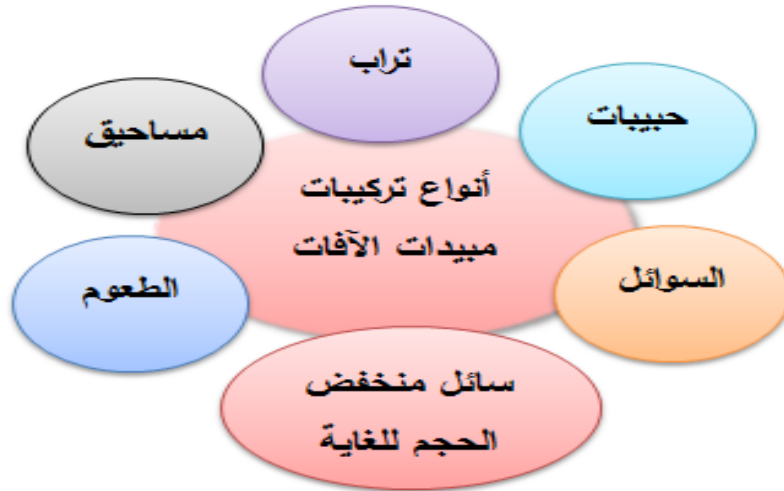 تراب
حبيبات
مساحيق
أنواع تركيبات
مبيدات الآفات
السوائل
الطعوم
سائل منخفض
الحجم للغاية